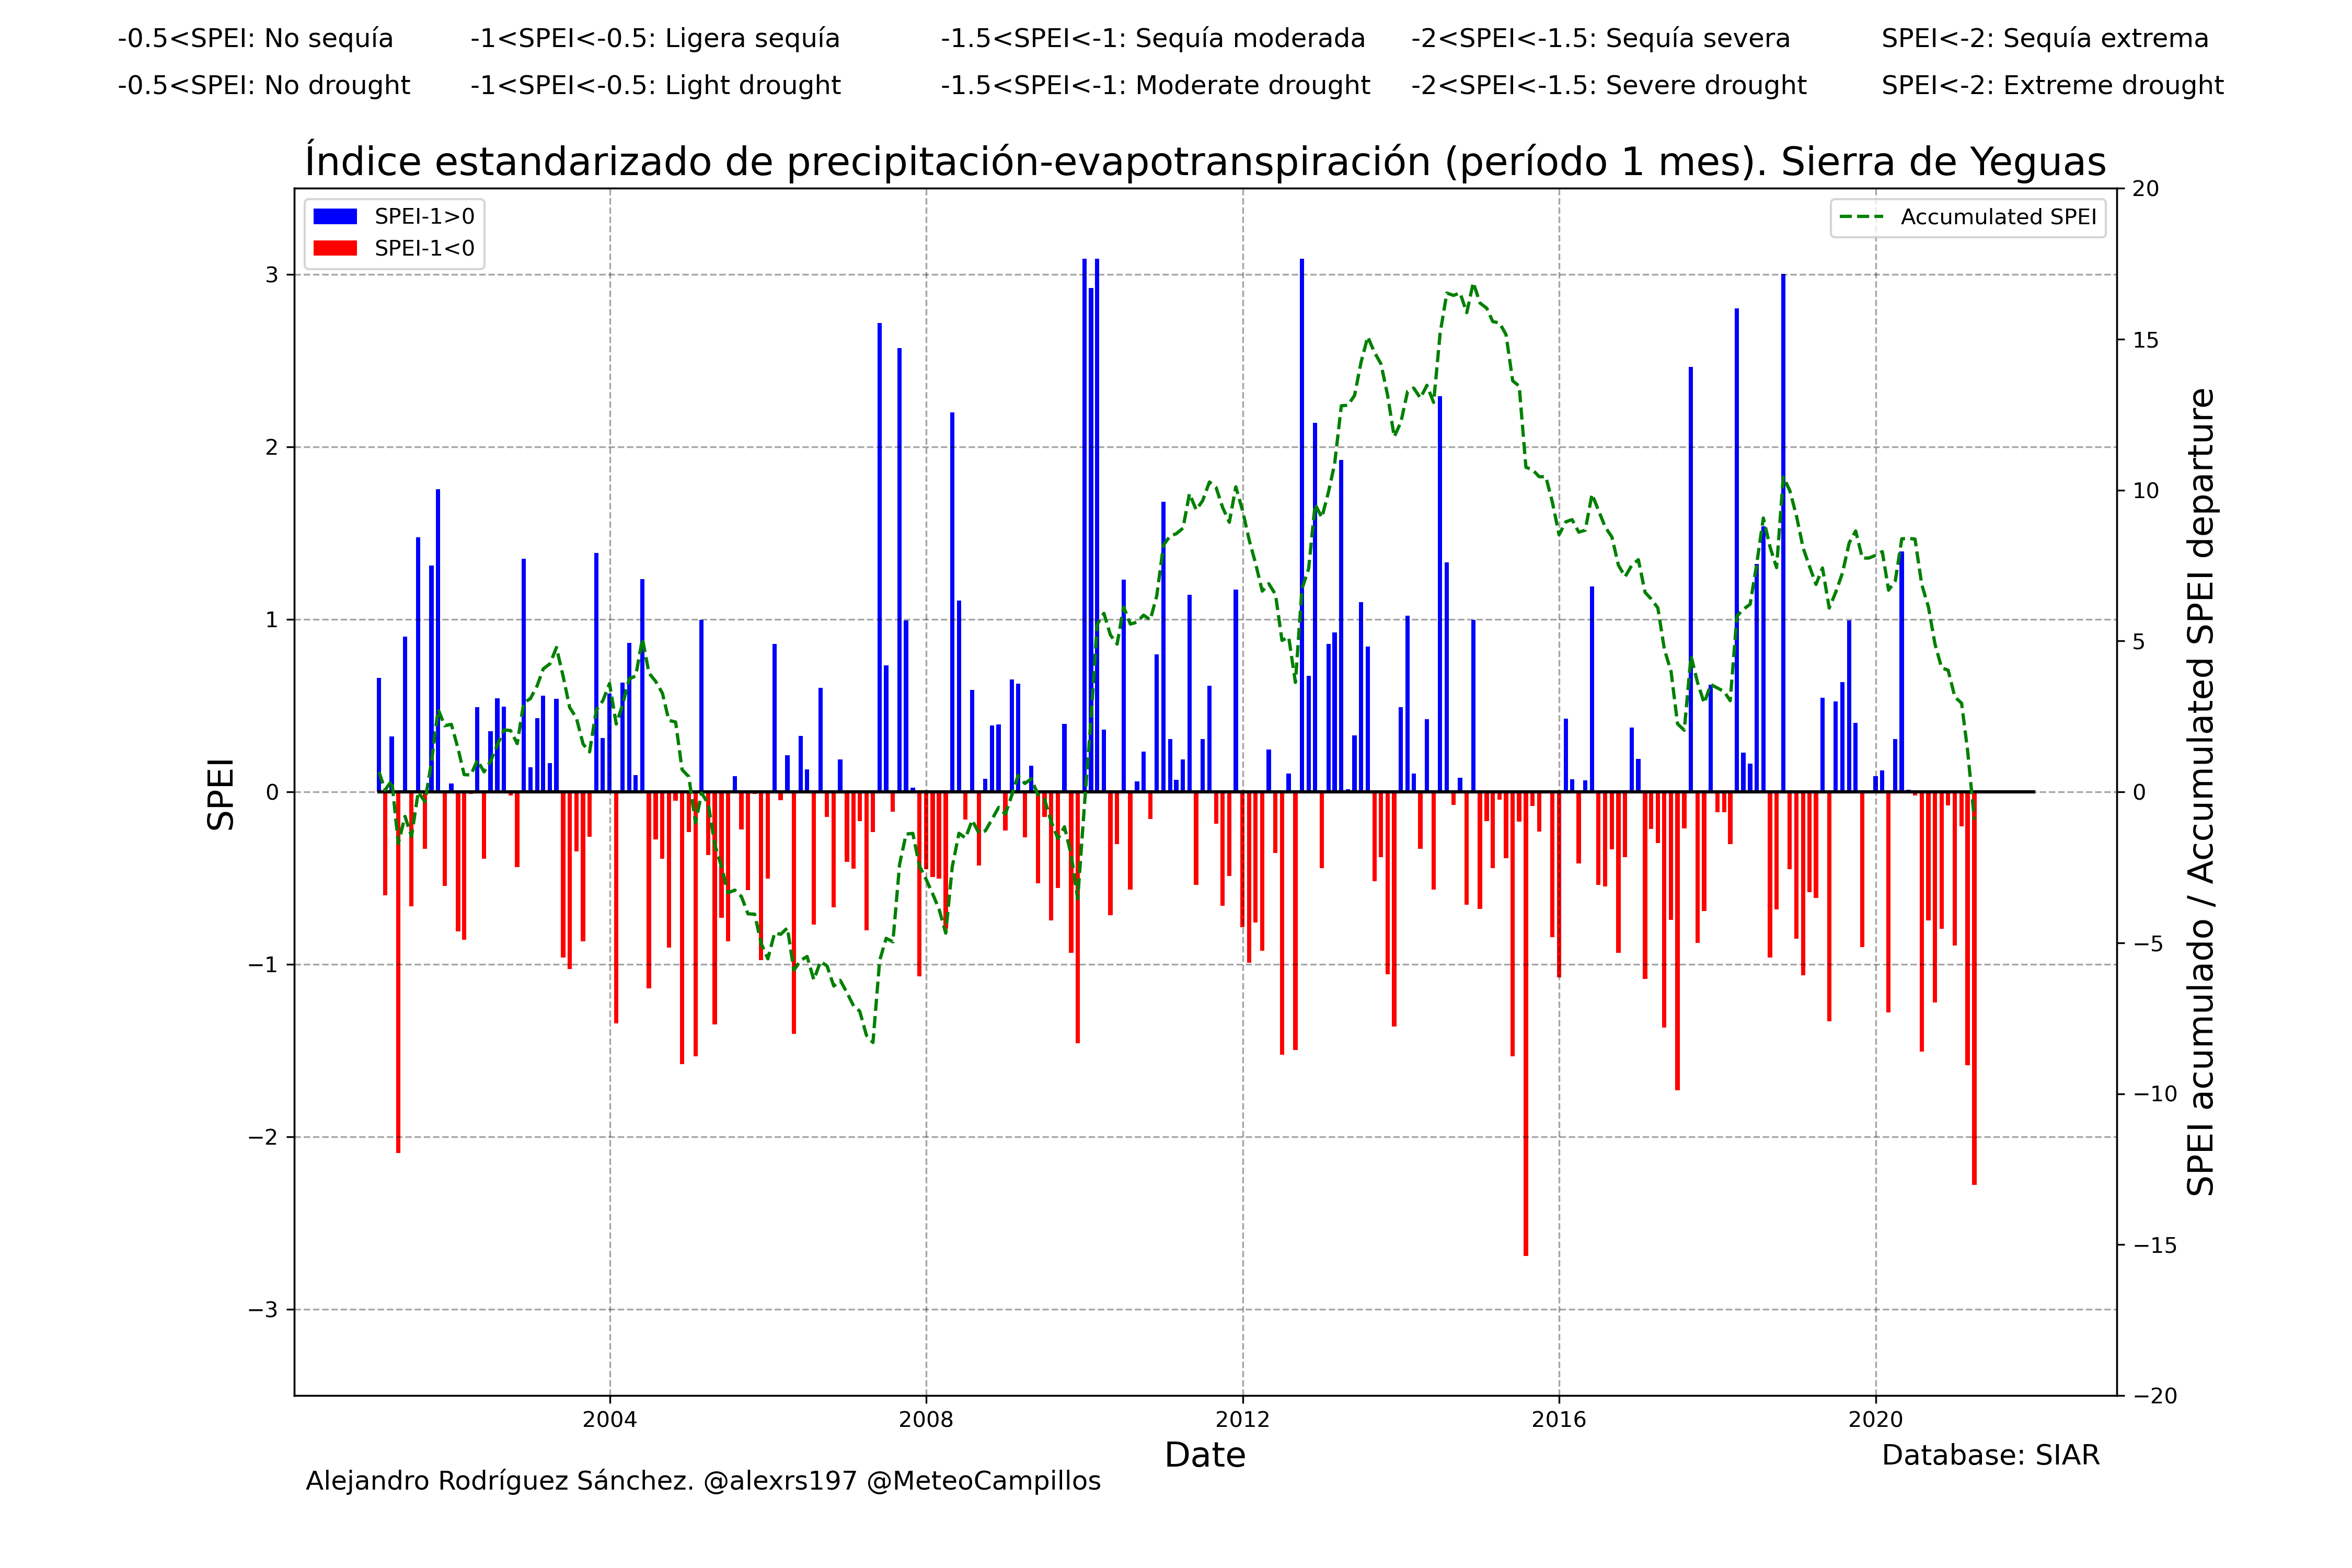 -0.5<SPEI: No sequía -1<SPEI<-0.5: Ligera sequía -1.5<SPEI<-1: Sequía moderada -2<SPEI<-1.5: Sequía severa SPEI<-2: Sequía extrema
-0.5<SPEI: No drought -1<SPEI<-0.5: Light drought -1.5<SPEI<-1: Moderate drought -2<SPEI<-1.5: Severe drought SPEI<-2: Extreme drought
Índice estandarizado de precipitación-evapotranspiración (período 1 mes). Sierra de Yeguas
SPEI-1>0
SPEI-1<0
Accumulated SPEI
SPEI
3
2
1
0
−1
−2
−3
20
15
10
5
0
−5
−10
−15
−20
SPEI acumulado / Accumulated SPEI departure
2004 2008 2012 2016 2020
Date
Database: SIAR
Alejandro Rodríguez Sánchez. @alexrs197 @MeteoCampillos